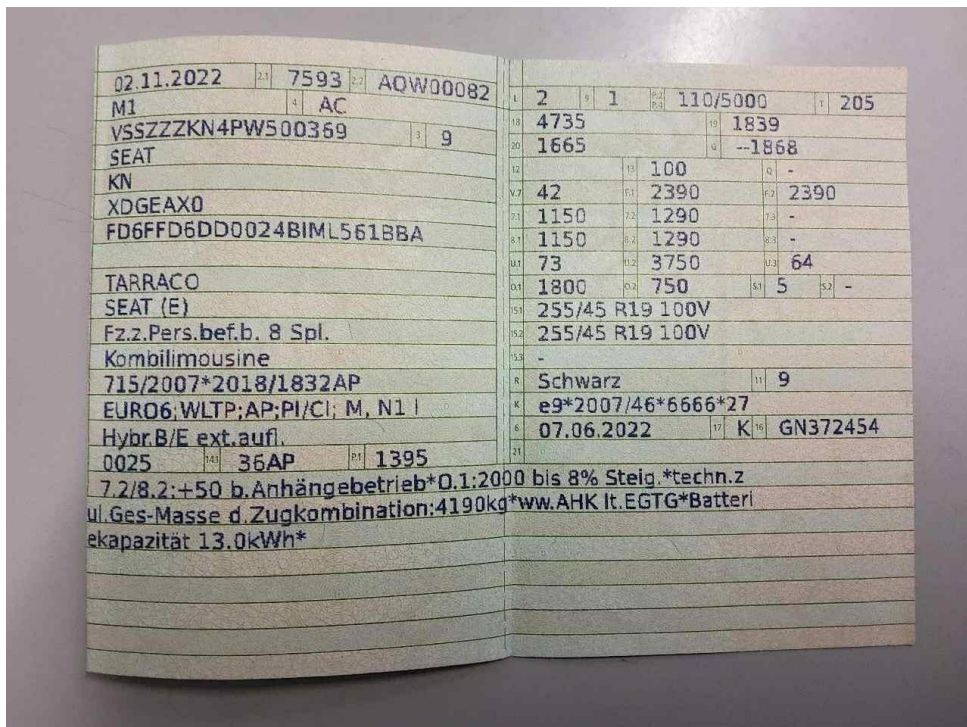 02.11.2022 2.1 7593 2.2 AQW00082
M1 4 AC
VSSZZZKN4PW500369 3 9
SEAT
KN
XDGEAX0
FD6FFD6DD0024BIML561BBA
TARRACO
SEAT (E)
Fz.z.Pers.bef.b. 8 Spl.
Kombilimousine
715/2007*2018/1832AP
EURO6;WLTP;AP;PI/CI; M, N1 I
Hybr.B/E ext.aufl.
0025 14.1 36AP P.1 1395
L 2 9 1 P.2 P.4 110/5000 T 205
18 4735 19 1839
20 1665 G --1868
12 13 100 Q -
V.7 42 F.1 2390 F.2 2390
7.1 1150 7.2 1290 7.3 -
8.1 1150 8.2 1290 8.3 -
U.1 73 U.2 3750 U.3 64
O.1 1800 O.2 750 S.1 5 S.2 -
15.1 255/45 R19 100V
15.2 255/45 R19 100V
15.3 -
R Schwarz 11 9
K e9*2007/46*6666*27
6 07.06.2022 17 K 16 GN372454
21
7.2/8.2:+50 b.Anhängebetrieb*O.1:2000 bis 8% Steig.*techn.z
ul.Ges-Masse d.Zugkombination:4190kg*ww.AHK lt.EGTG*Batteri
ekapazität 13.0kWh*